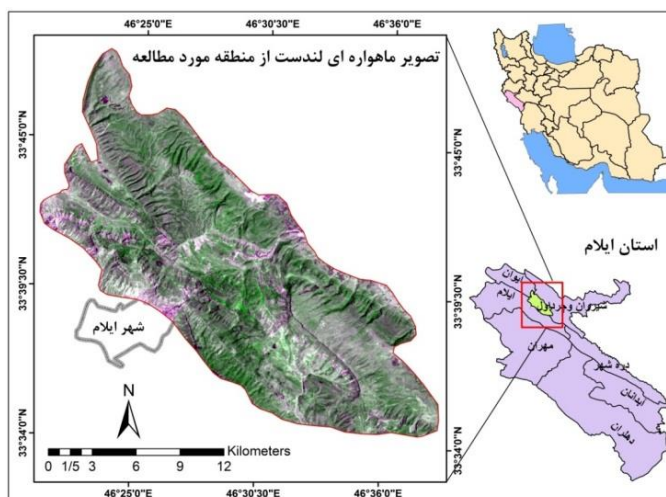 46°25'0"E 46°30'30"E 46°36'0"E
تصویر ماهواره ای لندست از منطقه مورد مطالعه
33°45'0"N
33°39'30"N
33°34'0"N
33°45'0"N
33°39'30"N
33°34'0"N
شهر ایلام
N
Kilometers
0 1/5 3 6 9 12
46°25'0"E 46°30'30"E 46°36'0"E
استان ایلام
ایوان
ایلام
شیروان وچرداول
مهران
دره شهر
ابدانان
دهلران